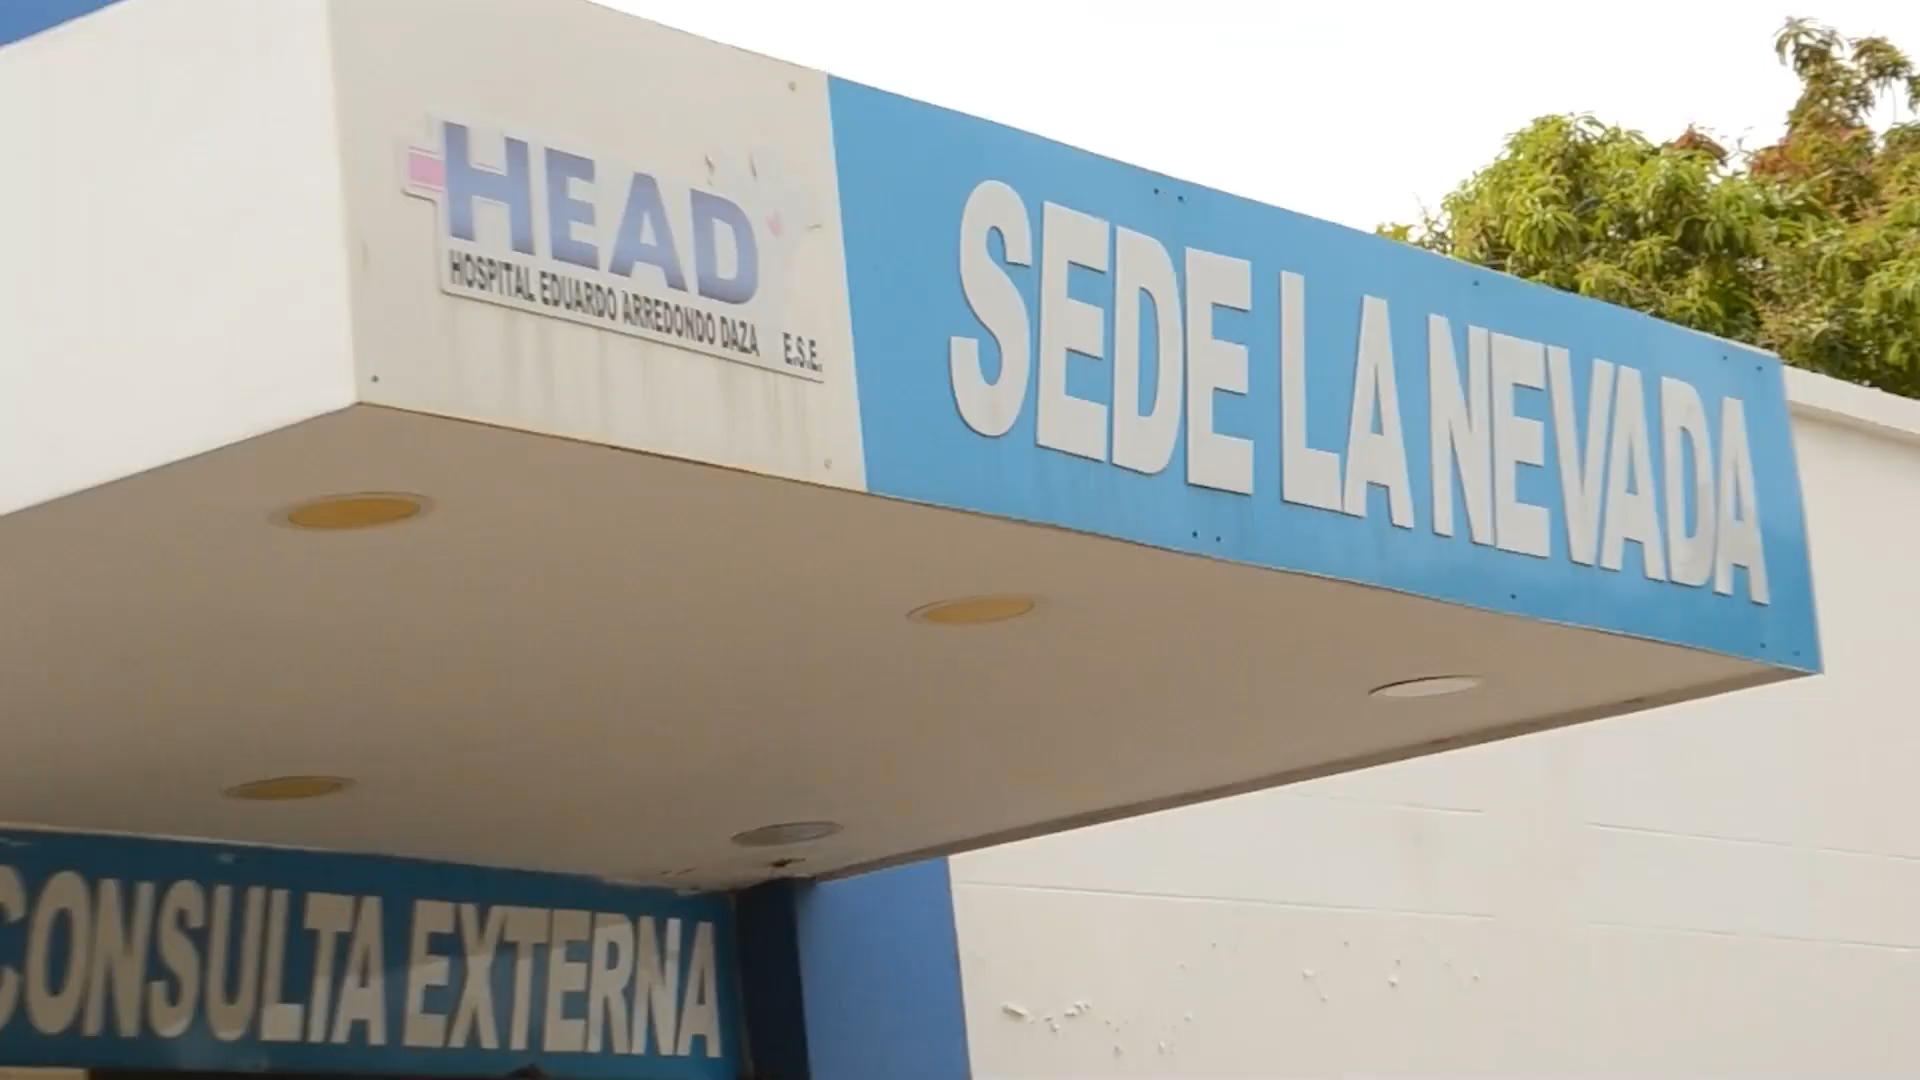 HEAD
HOSPITAL EDUARDO ARREDONDO DAZA E.S.E.
SEDE LA NEVADA
CONSULTA EXTERNA